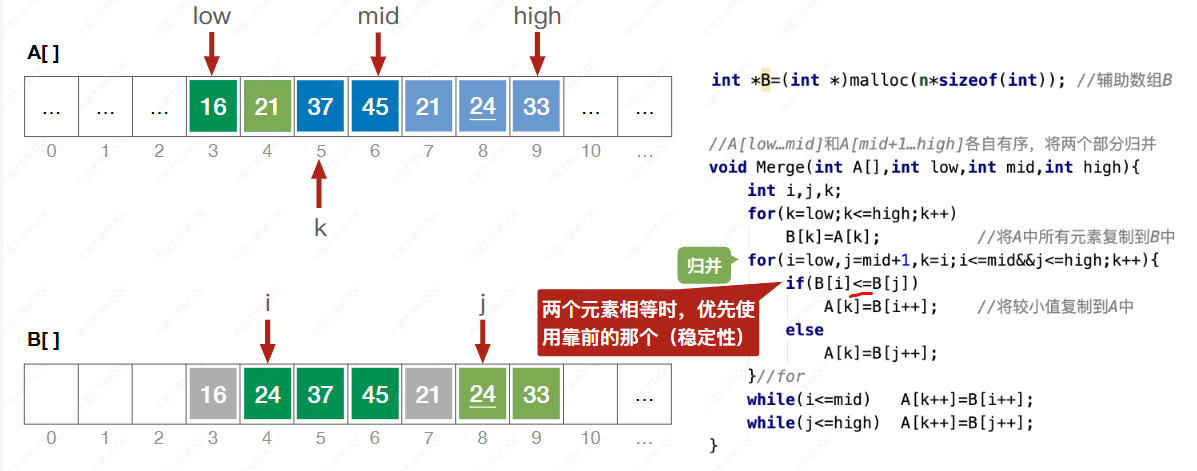 low mid high
A[ ]
... ... ... 16 21 37 45 21 24 33 ... ...
0 1 2 3 4 5 6 7 8 9 10 ...
k
i j
B[ ]
16 24 37 45 21 24 33 ...
0 1 2 3 4 5 6 7 8 9 10 ...
int *B=(int *)malloc(n*sizeof(int)); //辅助数组B
//A[low…mid]和A[mid+1…high]各自有序，将两个部分归并
void Merge(int A[],int low,int mid,int high){
int i,j,k;
for(k=low;k<=high;k++)
B[k]=A[k]; //将A中所有元素复制到B中
归并
for(i=low,j=mid+1,k=i;i<=mid&&j<=high;k++){
if(B[i]<=B[j])
两个元素相等时，优先使
用靠前的那个（稳定性）
A[k]=B[i++]; //将较小值复制到A中
else
A[k]=B[j++];
}//for
while(i<=mid) A[k++]=B[i++];
while(j<=high) A[k++]=B[j++];
}